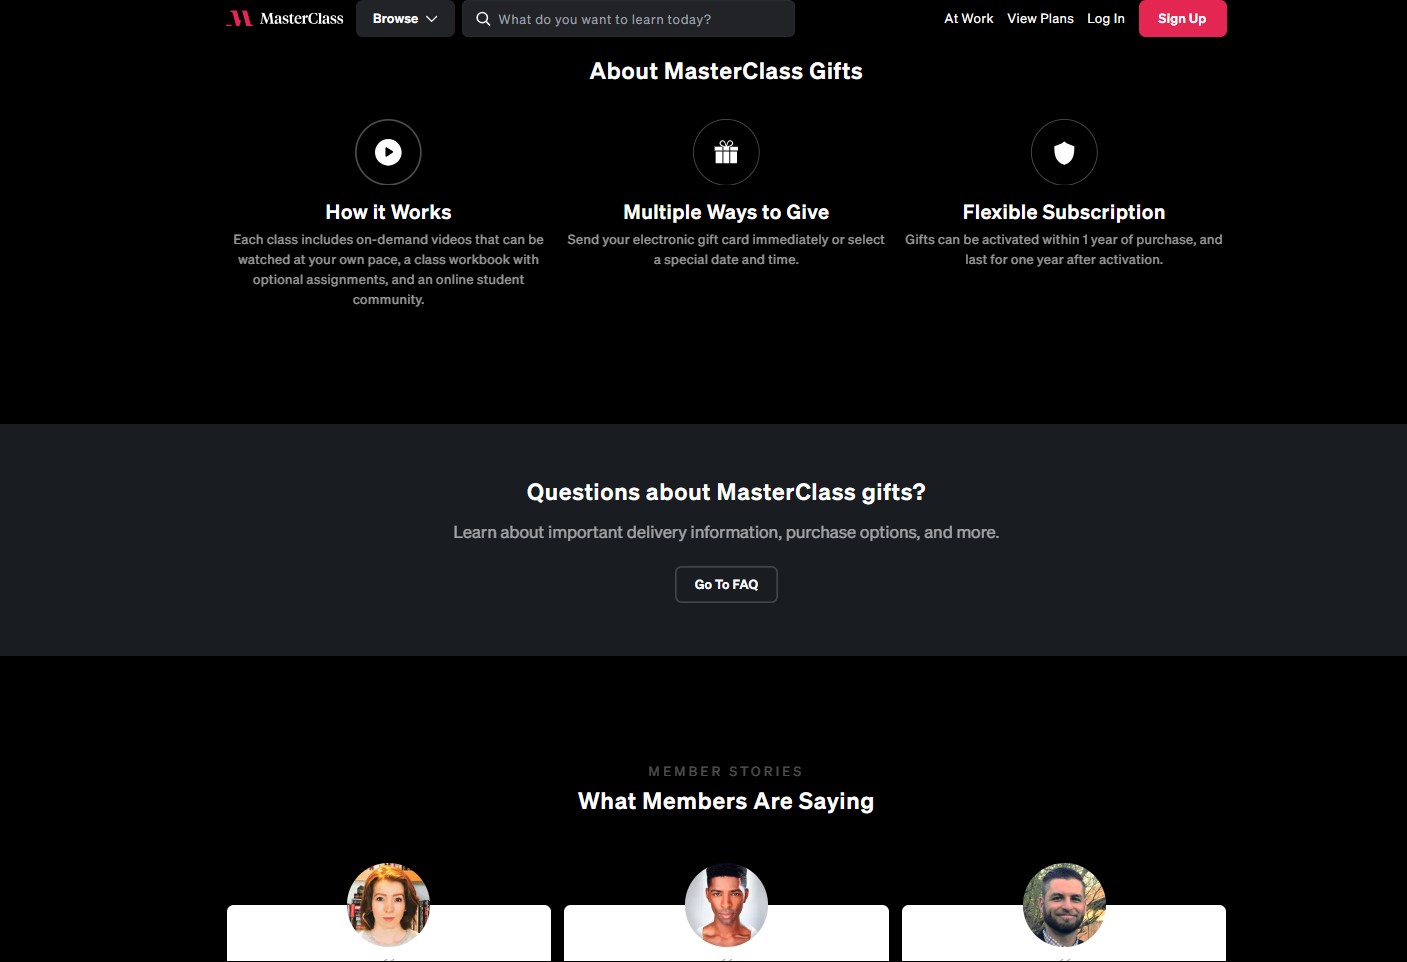 MasterClass
Browse
What do you want to learn today?
At Work
View Plans
Log In
Sign Up
About MasterClass Gifts
How it Works
Each class includes on-demand videos that can be
watched at your own pace, a class workbook with
optional assignments, and an online student
community.
Multiple Ways to Give
Send your electronic gift card immediately or select
a special date and time.
Flexible Subscription
Gifts can be activated within 1 year of purchase, and
last for one year after activation.
Questions about MasterClass gifts?
Learn about important delivery information, purchase options, and more.
Go To FAQ
MEMBER STORIES
What Members Are Saying